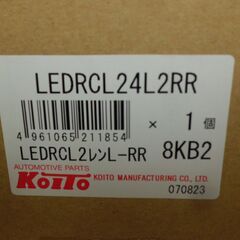 LEDRCL24L2RR
4 961065 211854
× 1 個
LEDRCL2レンL-RR 8KB2
AUTOMOTIVE PARTS
KOITO
KOITO MANUFACTURING CO., LTD.
070823